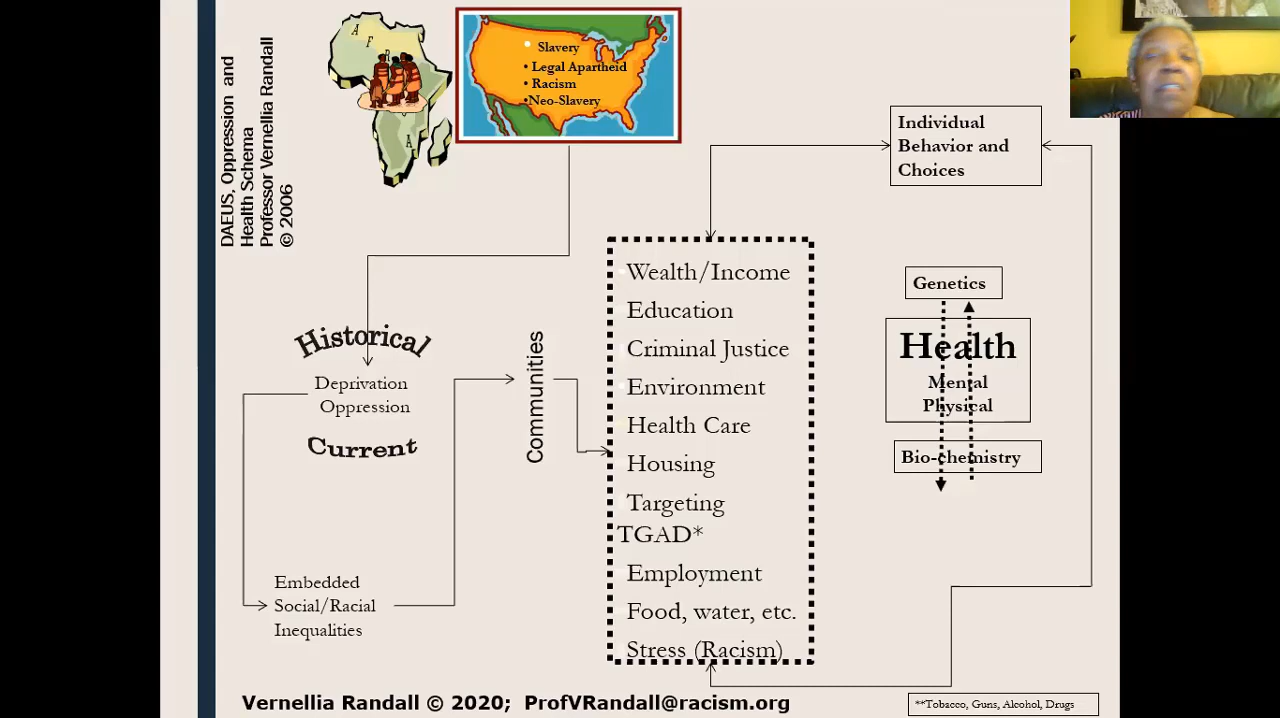 DAEUS, Oppression and
Health Schema
Professor Vernellia Randall
© 2006
A F R
A
• Slavery
• Legal Apartheid
• Racism
•Neo-Slavery
Individual
Behavior and
Choices
Historical
Deprivation
Oppression
Current
Embedded
Social/Racial
Inequalities
Communities
Wealth/Income
Education
Criminal Justice
Environment
Health Care
Housing
Targeting
TGAD*
Employment
Food, water, etc.
Stress (Racism)
Genetics
Health
Mental
Physical
Bio-chemistry
Vernellia Randall © 2020; ProfVRandall@racism.org
**Tobacco, Guns, Alcohol, Drugs